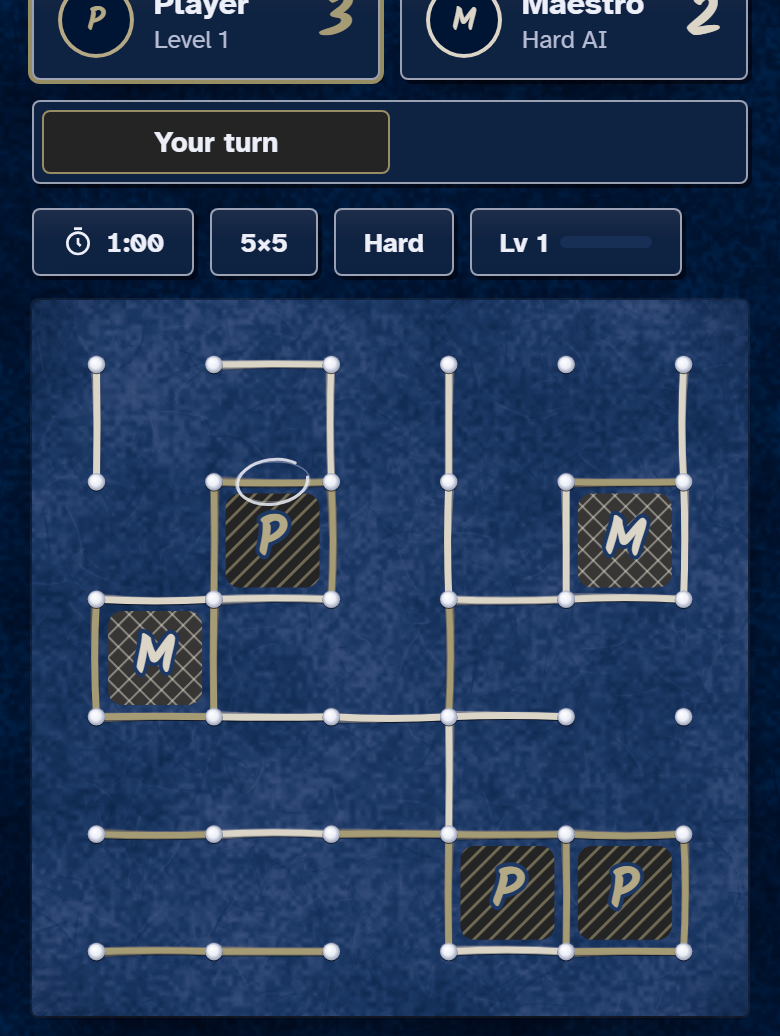 Player
P
Level 1
3
Maestro
M
Hard AI
2
Your turn
1:00
5×5
Hard
Lv 1
P
M
M
P
P